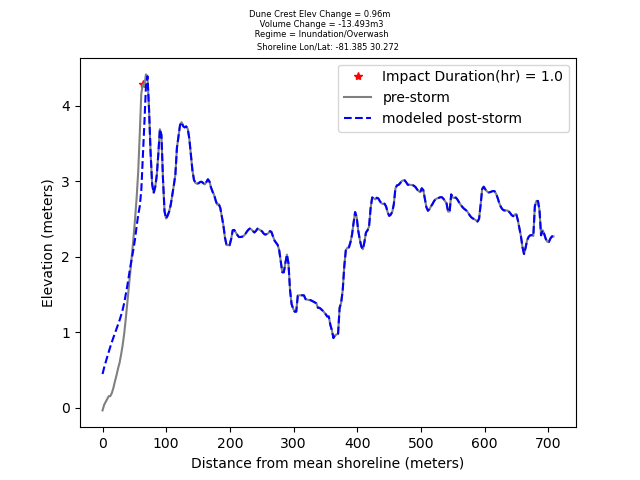 Dune Crest Elev Change = 0.96m
Volume Change = -13.493m3
Regime = Inundation/Overwash
Shoreline Lon/Lat: -81.385 30.272
Impact Duration(hr) = 1.0
pre-storm
modeled post-storm
Elevation (meters)
4
3
2
1
0
0 100 200 300 400 500 600 700
Distance from mean shoreline (meters)